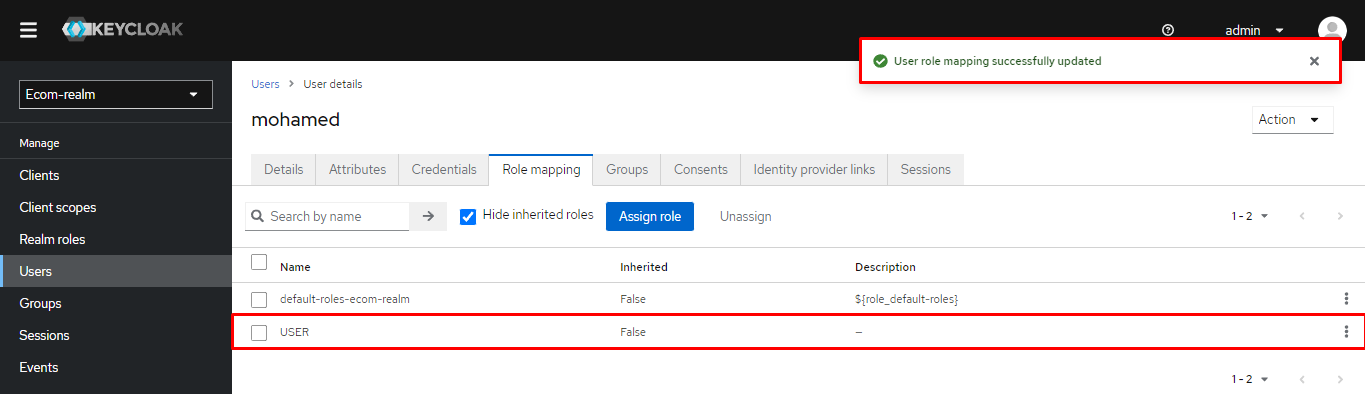 KEYCLOAK
admin
User role mapping successfully updated
Ecom-realm
Manage
Clients
Client scopes
Realm roles
Users
Groups
Sessions
Events
Users > User details
mohamed
Action
Details Attributes Credentials Role mapping Groups Consents Identity provider links Sessions
Search by name Hide inherited roles Assign role Unassign 1 - 2
Name Inherited Description
default-roles-ecom-realm False ${role_default-roles}
USER False –
1 - 2